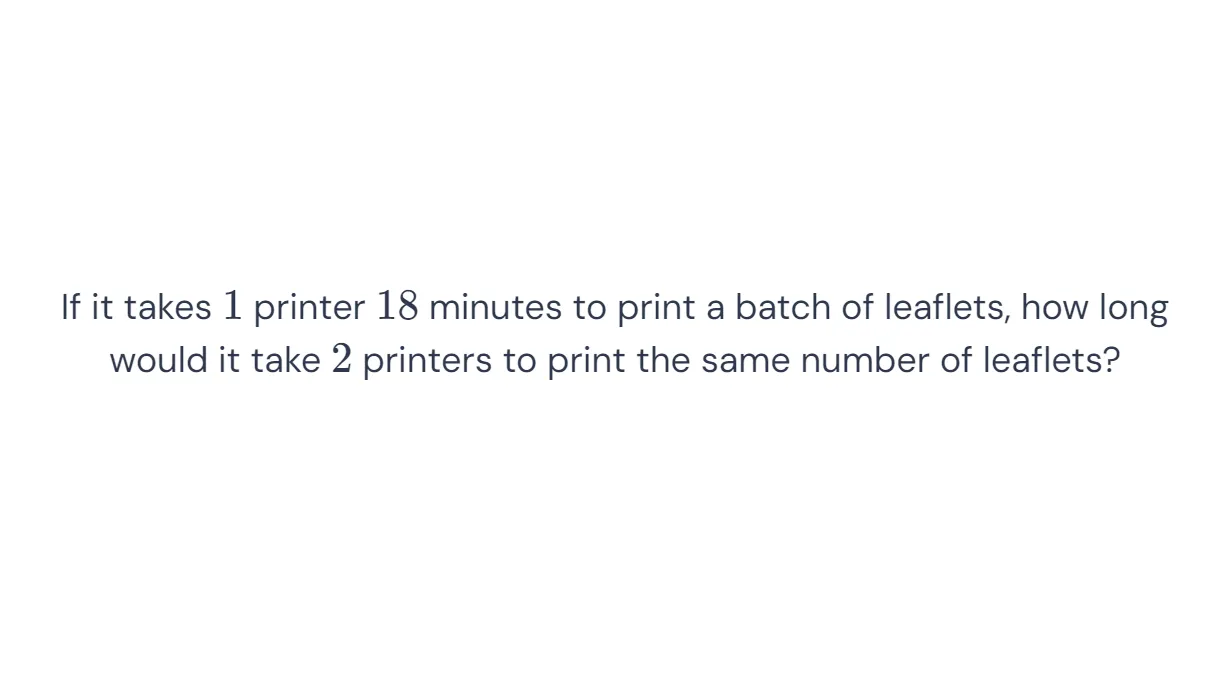 If it takes 1 printer 18 minutes to print a batch of leaflets, how long
would it take 2 printers to print the same number of leaflets?